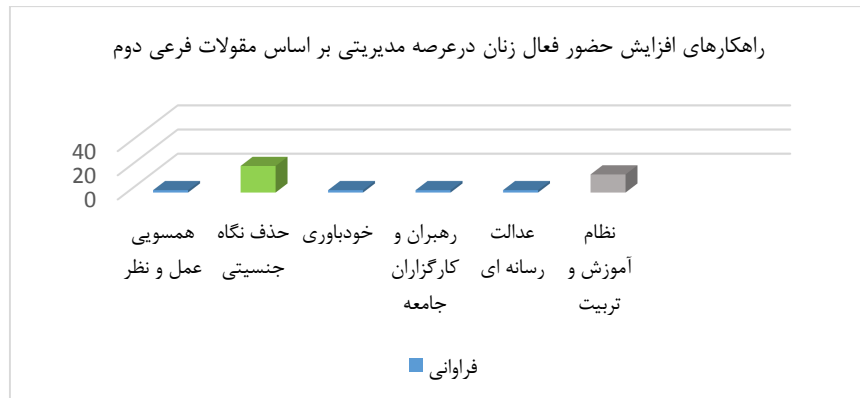 راهکارهای افزایش حضور فعال زنان درعرصه مدیریتی بر اساس مقولات فرعی دوم
40
20
0
همسویی
عمل و نظر
حذف نگاه
جنسیتی
خودباوری
رهبران و
کارگزاران
جامعه
عدالت
رسانه ای
نظام
آموزش و
تربیت
فراوانی